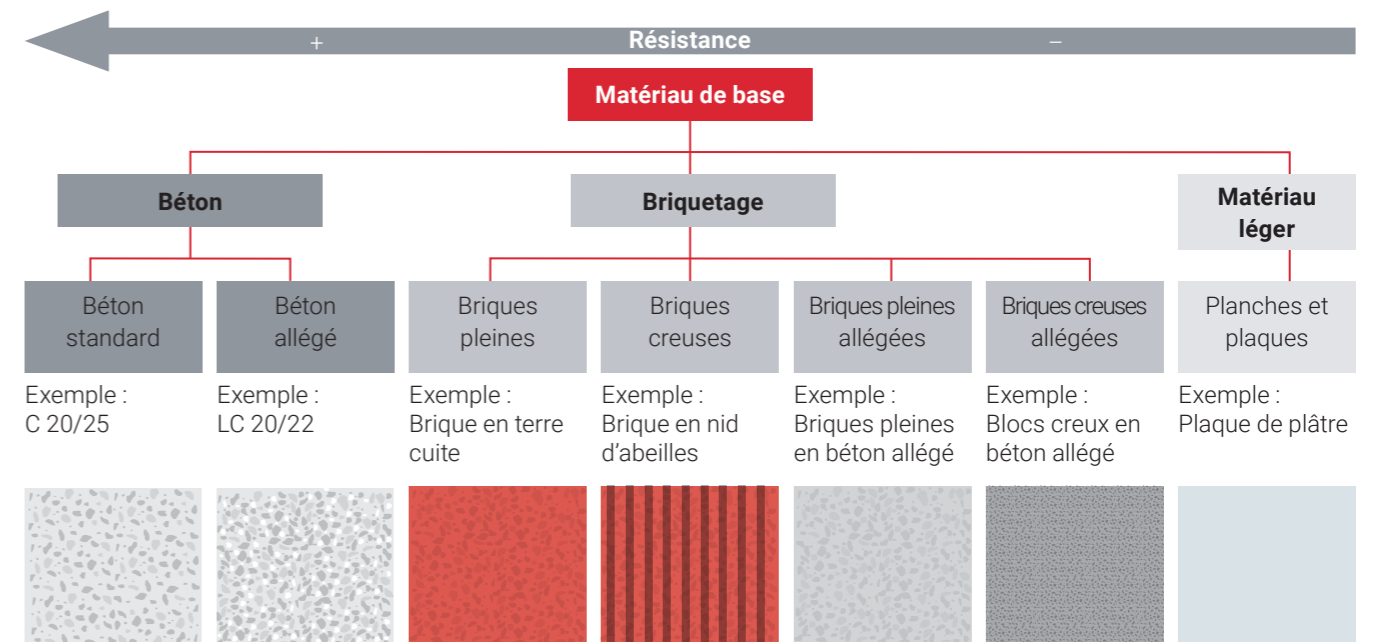 + Résistance –
Matériau de base
Béton
Briquetage
Matériau
léger
Béton
standard
Béton
allégé
Briques
pleines
Briques
creuses
Briques pleines
allégées
Briques creuses
allégées
Planches et
plaques
Exemple :
C 20/25
Exemple :
LC 20/22
Exemple :
Brique en terre
cuite
Exemple :
Brique en nid
d'abeilles
Exemple :
Briques pleines
en béton allégé
Exemple :
Blocs creux en
béton allégé
Exemple :
Plaque de plâtre